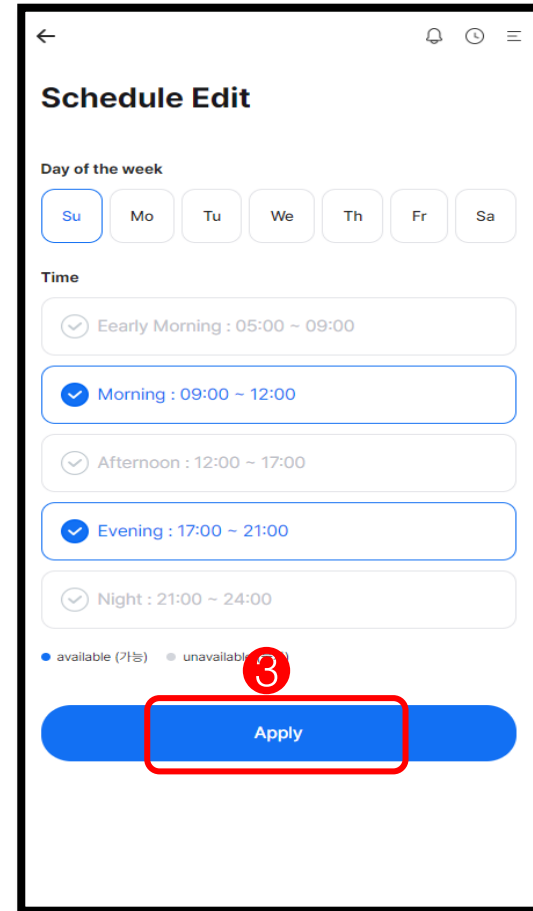 Schedule Edit
Day of the week
Su Mo Tu We Th Fr Sa
Time
Eearly Morning : 05:00 ~ 09:00
Morning : 09:00 ~ 12:00
Afternoon : 12:00 ~ 17:00
Evening : 17:00 ~ 21:00
Night : 21:00 ~ 24:00
available (가능) unavailable
3
Apply